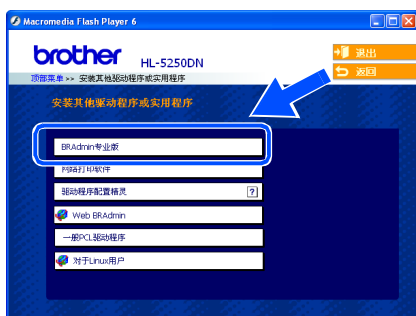 Macromedia Flash Player 6
brother
HL-5250DN
退出
顶部菜单 >> 安装其他驱动程序或实用程序
返回
安装其他驱动程序或实用程序
BRAdmin专业版
网络打印软件
驱动程序配置精灵 ?
Web BRAdmin
一般PCL驱动程序
对于Linux用户